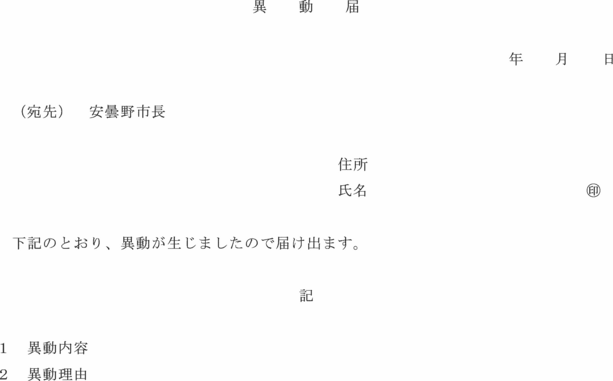 異　動　届
年　月　日
（宛先）　安曇野市長
住所
氏名　㊞
下記のとおり、異動が生じましたので届け出ます。
記
1　異動内容
2　異動理由